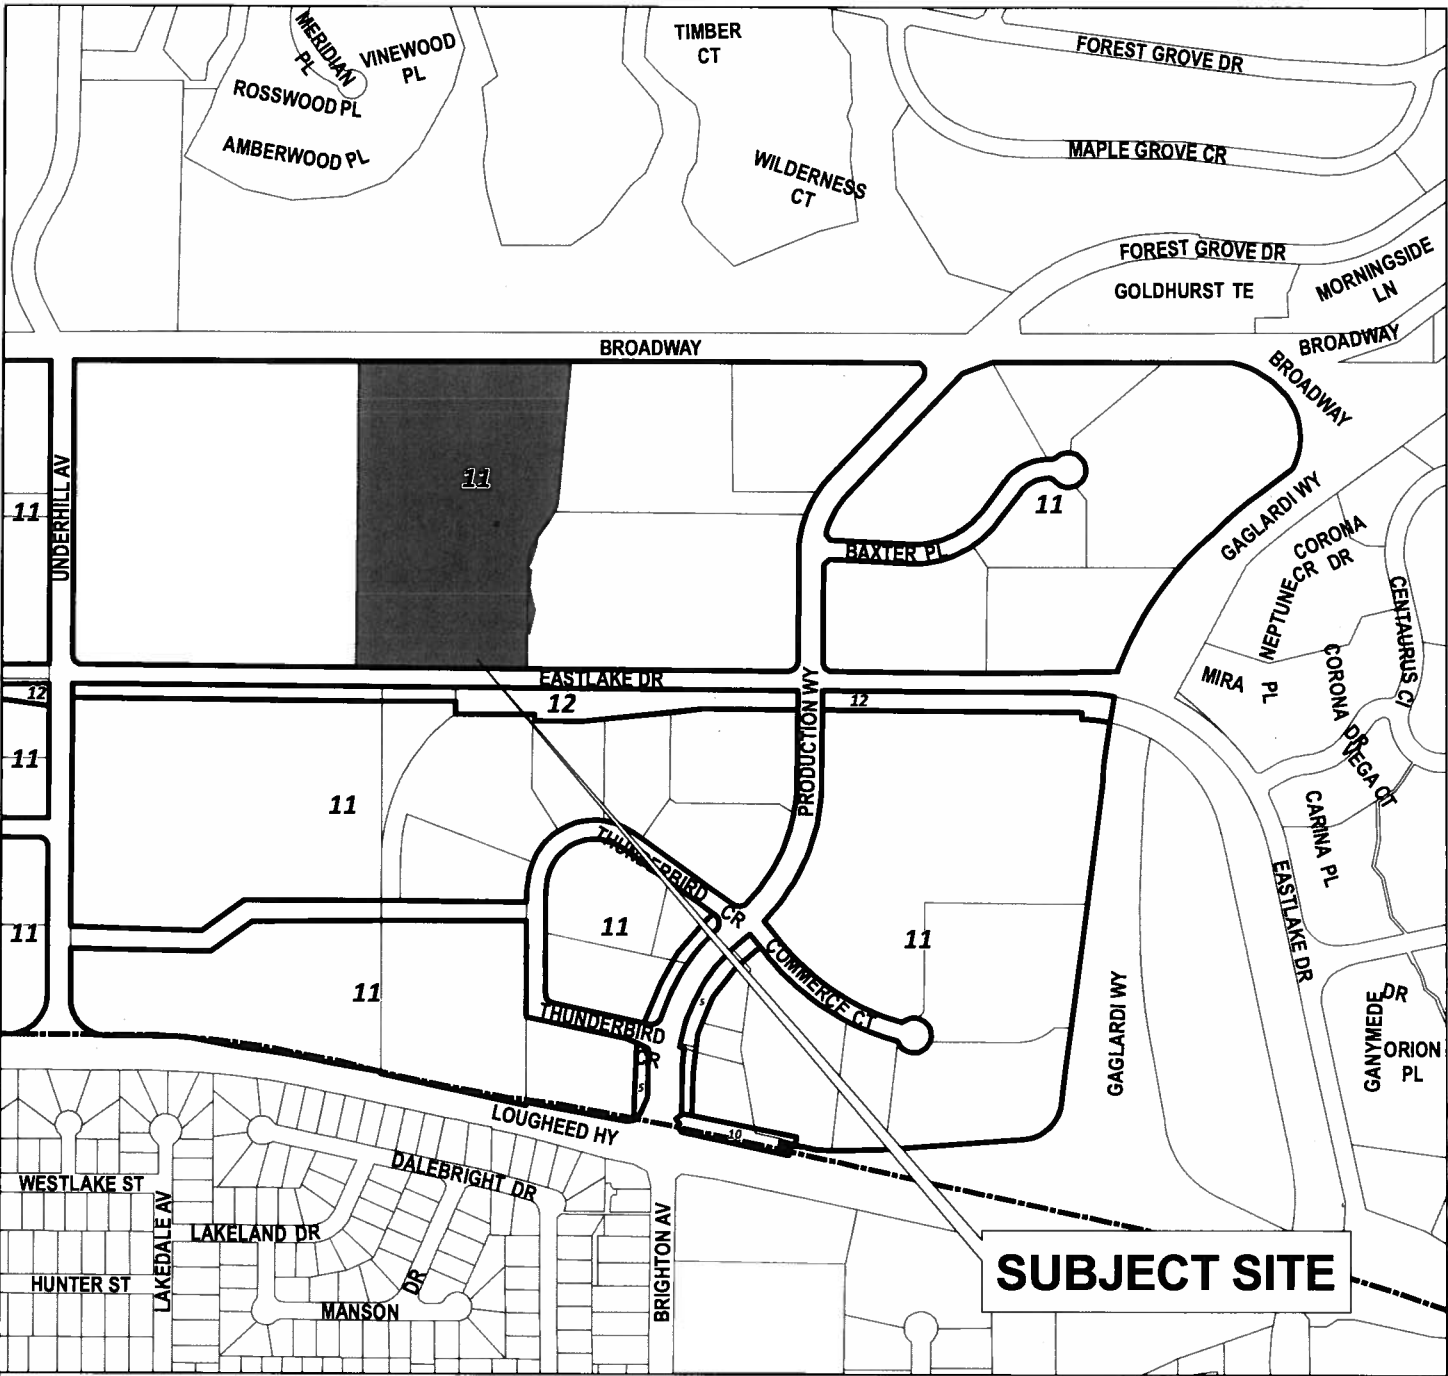 MERIDIAN
PL
VINEWOOD
PL
ROSSWOOD PL
AMBERWOOD PL
TIMBER
CT
WILDERNESS
CT
FOREST GROVE DR
MAPLE GROVE CR
FOREST GROVE DR
GOLDHURST TE
MORNINGSIDE
LN
BROADWAY
BROADWAY
BROADWAY
UNDERHILL AV
11
11
11
BAXTER PL
GAGLARDI WY
CORONA
CR DR
NEPTUNE
PL
MIRA
CENTAURUS CI
CORONA
DR
VEGA CT
CARINA PL
EASTLAKE DR
12
12
12
PRODUCTION WY
11
11
THUNDERBIRD
CR
11
11
11
11
COMMERCE CT
5
THUNDERBIRD
CR
5
10
GAGLARDI WY
EASTLAKE DR
GANYMEDE
DR
ORION
PL
LOUGHEED HY
DALEBRIGHT DR
WESTLAKE ST
LAKEDALE AV
LAKELAND DR
HUNTER ST
MANSON
DR
BRIGHTON AV
SUBJECT SITE